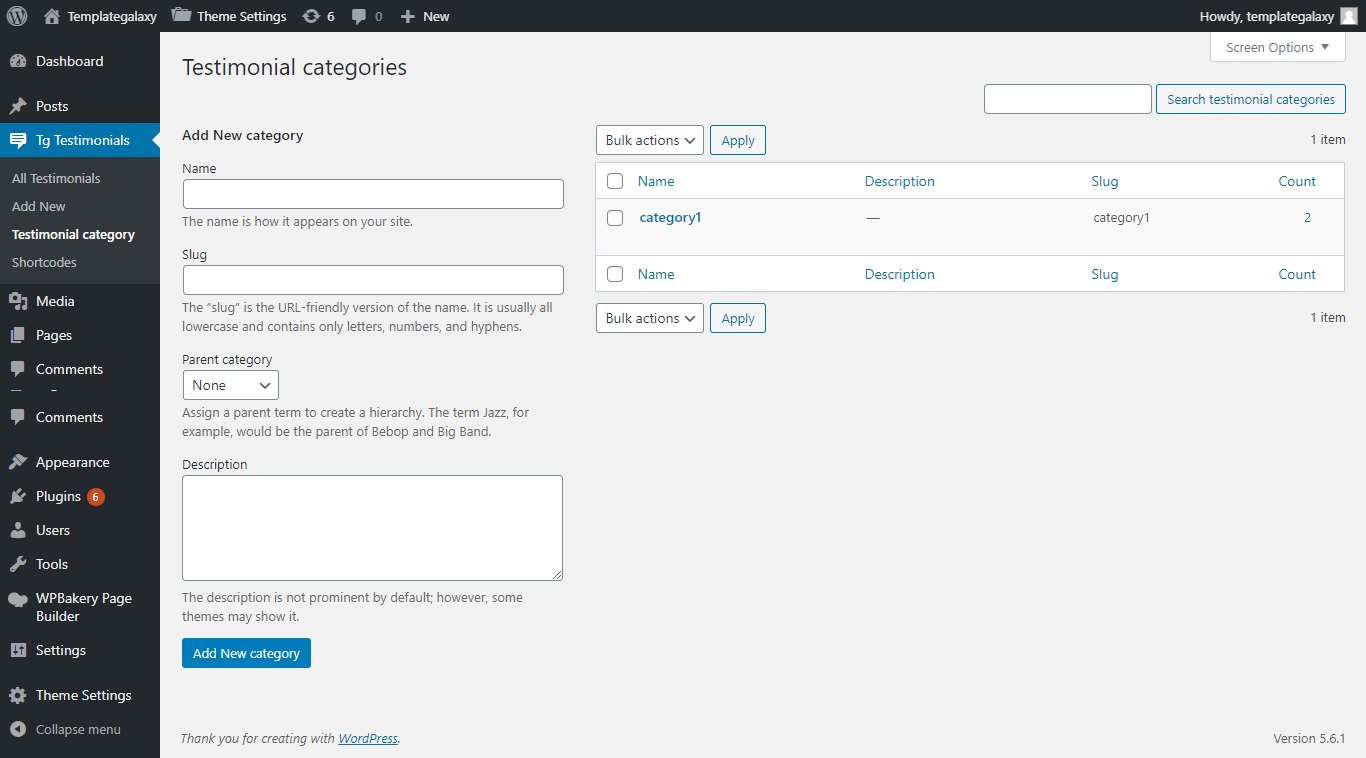 Templategalaxy
Theme Settings
6
0
New
Howdy, templategalaxy
Dashboard
Posts
Tg Testimonials
All Testimonials
Add New
Testimonial category
Shortcodes
Media
Pages
Comments
Comments
Appearance
Plugins 6
Users
Tools
WPBakery Page
Builder
Settings
Theme Settings
Collapse menu
Screen Options
Testimonial categories
Search testimonial categories
Add New category
Name
The name is how it appears on your site.
Slug
The “slug” is the URL-friendly version of the name. It is usually all
lowercase and contains only letters, numbers, and hyphens.
Parent category
None
Assign a parent term to create a hierarchy. The term Jazz, for
example, would be the parent of Bebop and Big Band.
Description
The description is not prominent by default; however, some
themes may show it.
Add New category
Bulk actions Apply 1 item
Name Description Slug Count
category1 — category1 2
Name Description Slug Count
Bulk actions Apply 1 item
Thank you for creating with WordPress.
Version 5.6.1